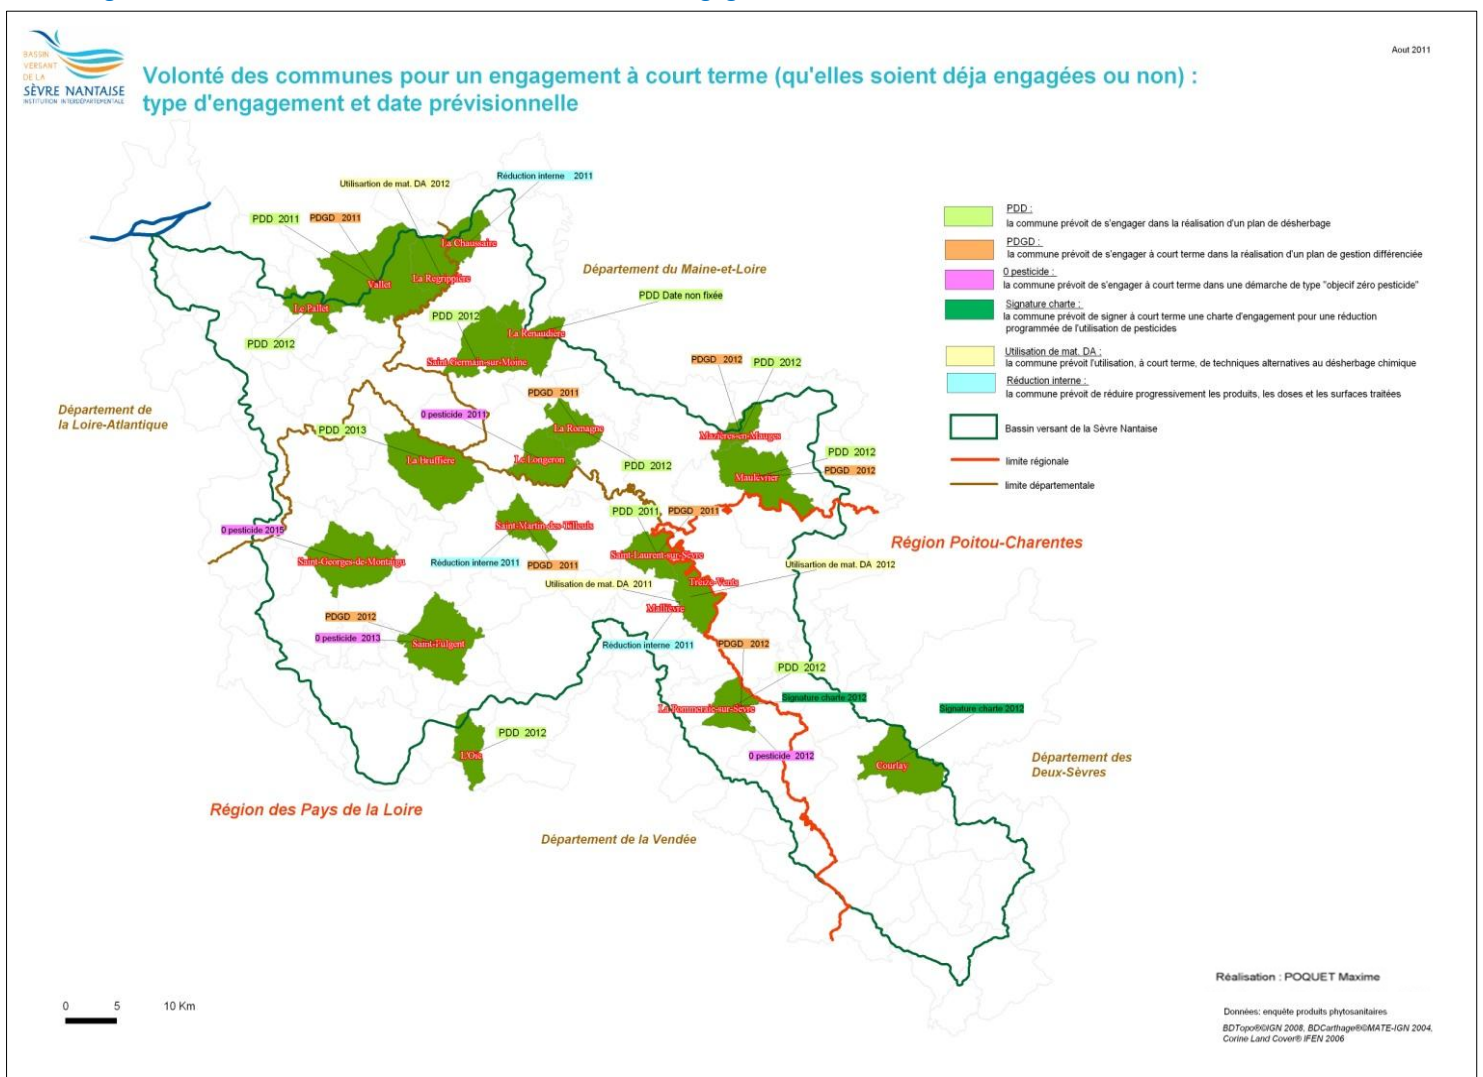 BASSIN
VERSANT
DE LA
SÈVRE NANTAISE
INSTITUTION INTERDÉPARTEMENTALE
Aout 2011
Volonté des communes pour un engagement à court terme (qu'elles soient déja engagées ou non) :
type d'engagement et date prévisionnelle
Réduction interne 2011
Utilisartion de mat. DA 2012
PDD 2011
PDGD 2011
La Chaussaire
La Regrippière
Vallet
Le Pallet
PDD 2012
Département du Maine-et-Loire
PDD Date non fixée
PDD 2012
La Renaudière
Saint-Germain-sur-Moine
PDGD 2012
PDD 2012
Département de
la Loire-Atlantique
PDGD 2011
0 pesticide 2011
La Romagne
PDD 2013
Mazières-en-Mauges
La Bruffière
Le Longeron
PDD 2012
PDD 2012
PDGD 2012
Maulévrier
PDD 2011
PDGD 2011
0 pesticide 2015
Saint-Martin-des-Tilleuls
Région Poitou-Charentes
Saint-Georges-de-Montaigu
Réduction interne 2011
PDGD 2011
Saint-Laurent-sur-Sèvre
Utilisartion de mat. DA 2012
Utilisation de mat. DA 2011
Treize-Vents
Mallièvre
PDGD 2012
0 pesticide 2013
Saint-Fulgent
Réduction interne 2011
PDGD 2012
PDD 2012
Signature charte 2012
La Pommeraie-sur-Sèvre
Signature charte 2012
PDD 2012
L'Oie
0 pesticide 2012
Courlay
Département des
Deux-Sèvres
Région des Pays de la Loire
Département de la Vendée
PDD :
la commune prévoit de s'engager dans la réalisation d'un plan de désherbage
PDGD :
la commune prévoit de s'engager à court terme dans la réalisation d'un plan de gestion différenciée
0 pesticide :
la commune prévoit de s'engager à court terme dans une démarche de type "objecif zéro pesticide"
Signature charte :
la commune prévoit de signer à court terme une charte d'engagement pour une réduction
programmée de l'utilisation de pesticides
Utilisation de mat. DA :
la commune prévoit l'utilisation, à court terme, de techniques alternatives au désherbage chimique
Réduction interne :
la commune prévoit de réduire progressivement les produits, les doses et les surfaces traitées
Bassin versant de la Sèvre Nantaise
limite régionale
limite départementale
0 5 10 Km
Réalisation : POQUET Maxime
Données: enquête produits phytosanitaires
BDTopo®©IGN 2008, BDCarthage®©MATE-IGN 2004,
Corine Land Cover® IFEN 2006